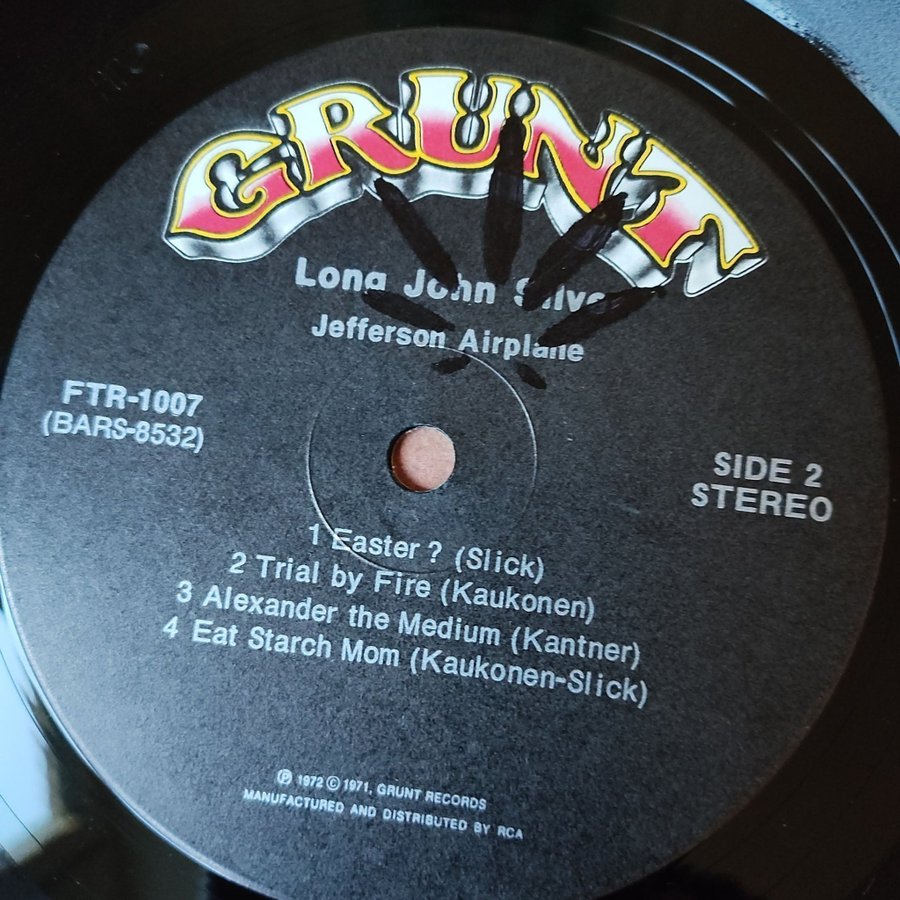 GRUNT
Long John Silver
Jefferson Airplane
FTR-1007
(BARS-8532)
SIDE 2
STEREO
1 Easter ? (Slick)
2 Trial by Fire (Kaukonen)
3 Alexander the Medium (Kantner)
4 Eat Starch Mom (Kaukonen-Slick)
Ⓟ 1972 © 1971, GRUNT RECORDS
MANUFACTURED AND DISTRIBUTED BY RCA